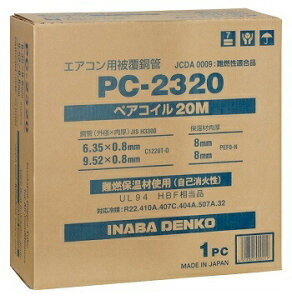 エアコン用被覆銅管
JCDA 0009:難燃性適合品
PC-2320
ペアコイル 20M
銅管(外径×肉厚) JIS H3300
保温材肉厚
6.35×0.8mm
9.52×0.8mm
C1220T-O
8mm
8mm
PEF0-N
難燃保温材使用(自己消火性)
UL94 HBF相当品
対応冷媒:R22.410A.407C.404A.507A.32
INABA DENKO
1PC
MADE IN JAPAN